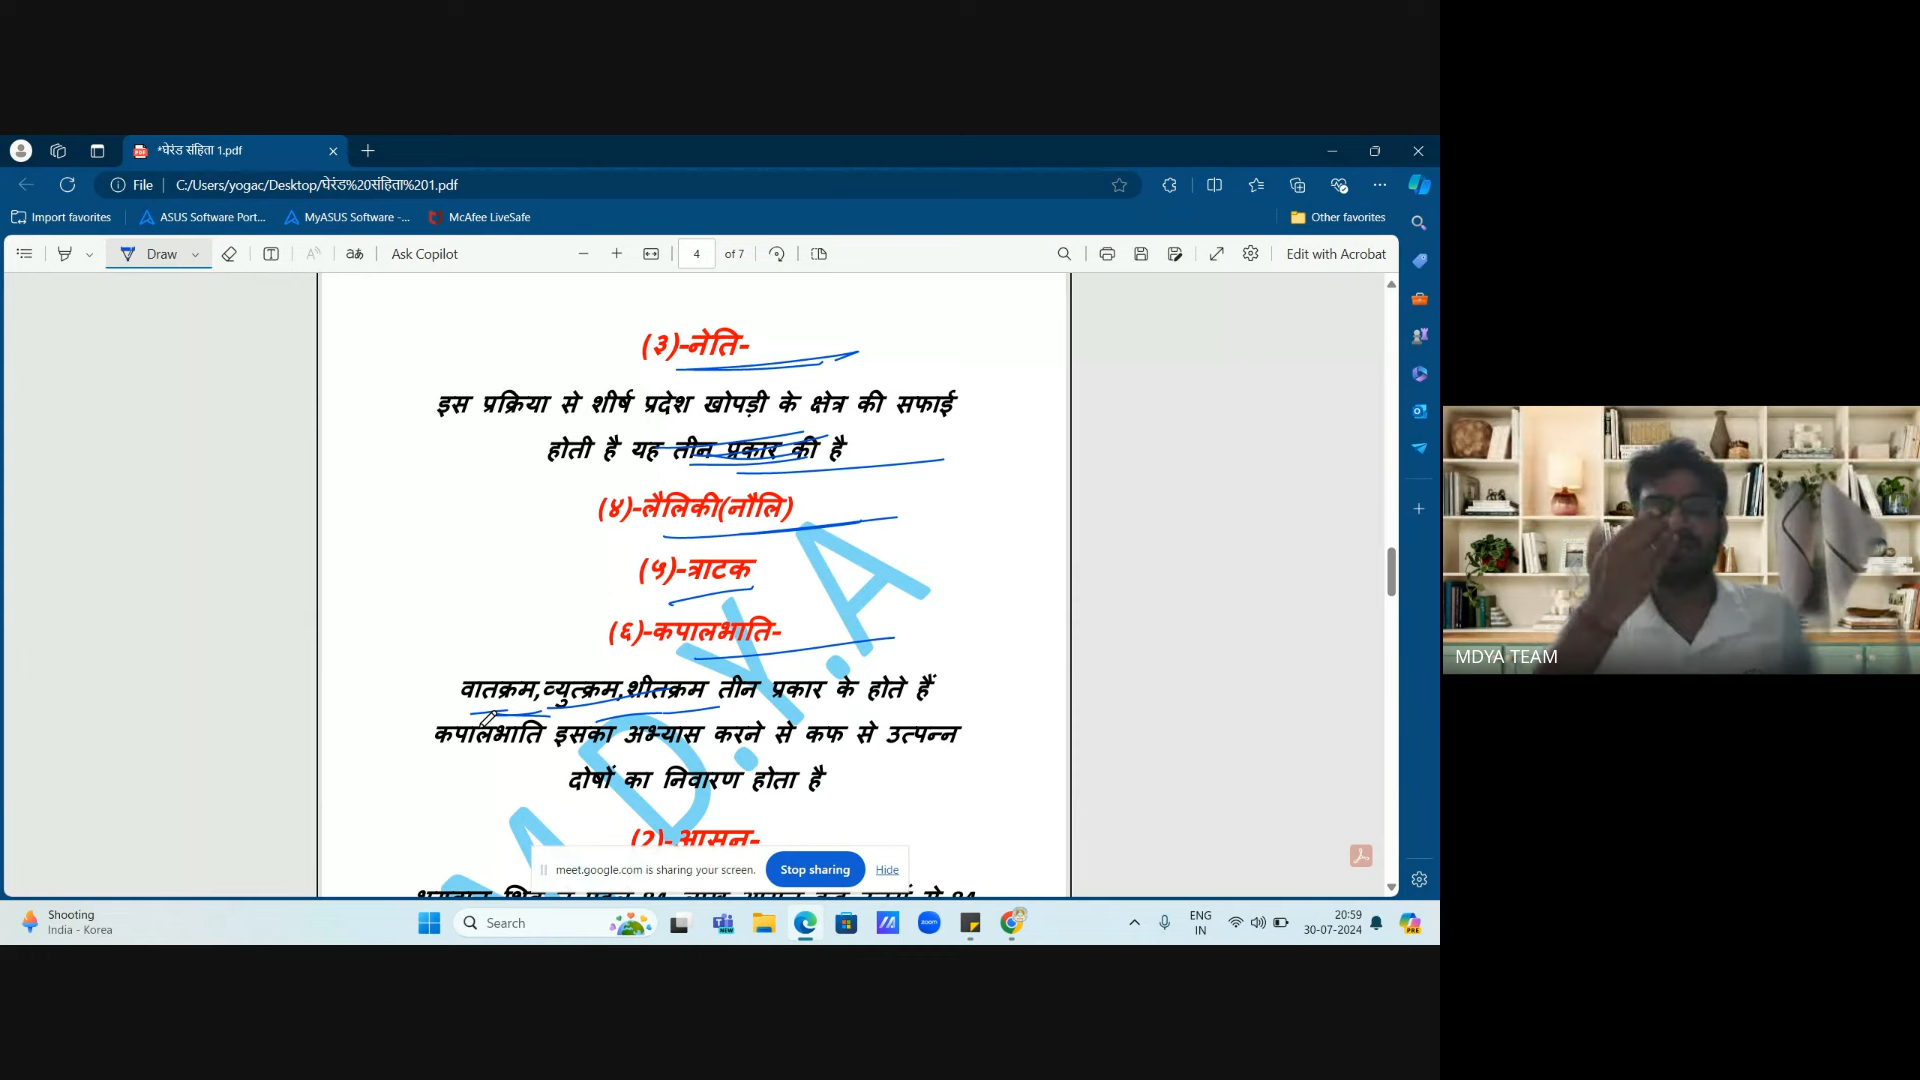 *घेरंड संहिता 1.pdf
File
C:/Users/yogac/Desktop/घेरंड%20संहिता%201.pdf
Import favorites
ASUS Software Port...
MyASUS Software -...
McAfee LiveSafe
Other favorites
Draw
Ask Copilot
4 of 7
Edit with Acrobat
(३)-नेति-
इस प्रक्रिया से शीर्ष प्रदेश खोपड़ी के क्षेत्र की सफाई
होती है यह तीन प्रकार की है
(४)-लैलिकी(नौलि)
(५)-त्राटक
(६)-कपालभाति-
वातक्रम,व्युत्क्रम,शीतक्रम तीन प्रकार के होते हैं
कपालभाति इसका अभ्यास करने से कफ से उत्पन्न
दोषों का निवारण होता है
(2)-आसन-
M.D.Y.A
meet.google.com is sharing your screen.
Stop sharing
Hide
MDYA TEAM
Shooting
India - Korea
Search
ENG
IN
20:59
30-07-2024